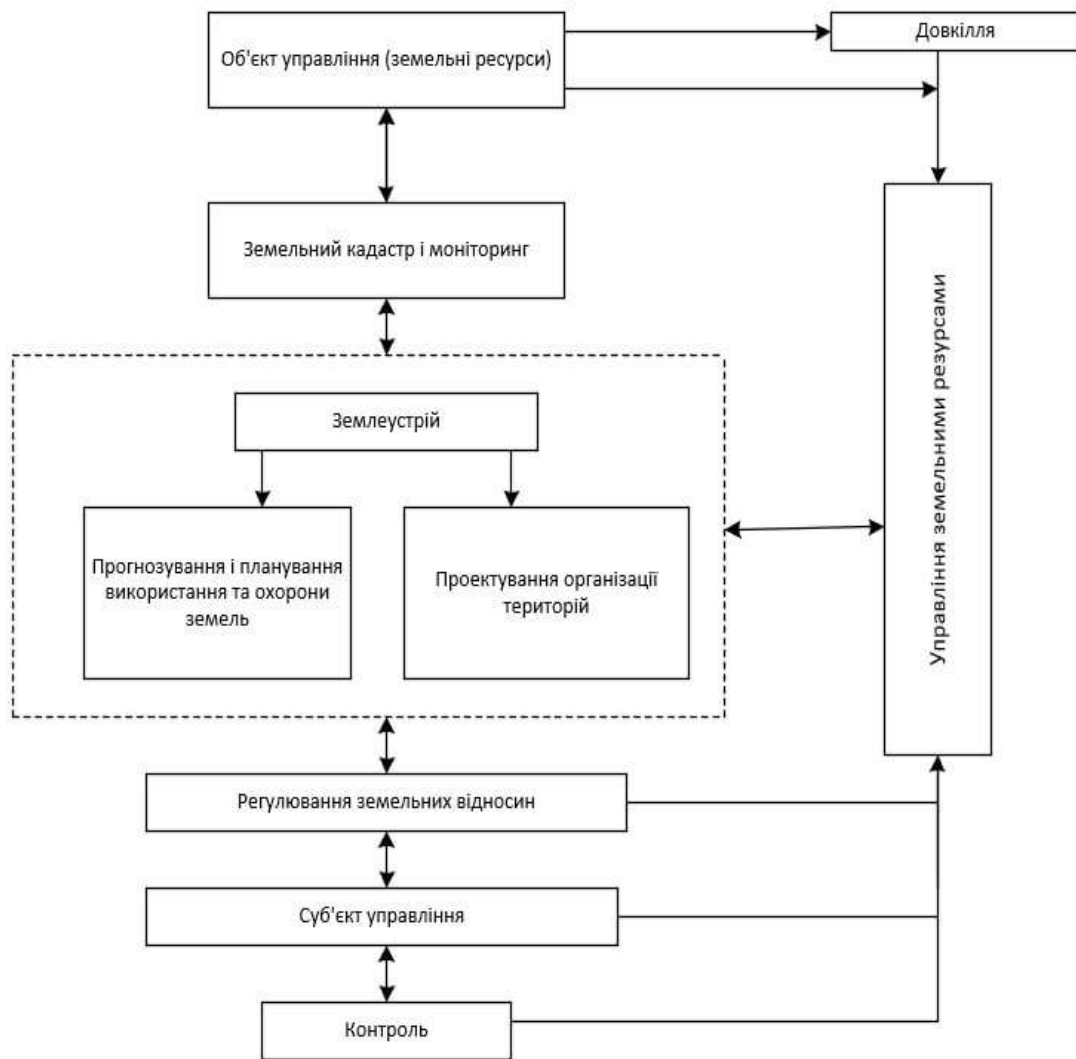 Об'єкт управління (земельні ресурси)
Довкілля
Земельний кадастр і моніторинг
Землеустрій
Прогнозування і планування
використання та охорони
земель
Проектування організації
територій
Управління земельними резурсами
Регулювання земельних відносин
Суб'єкт управління
Контроль